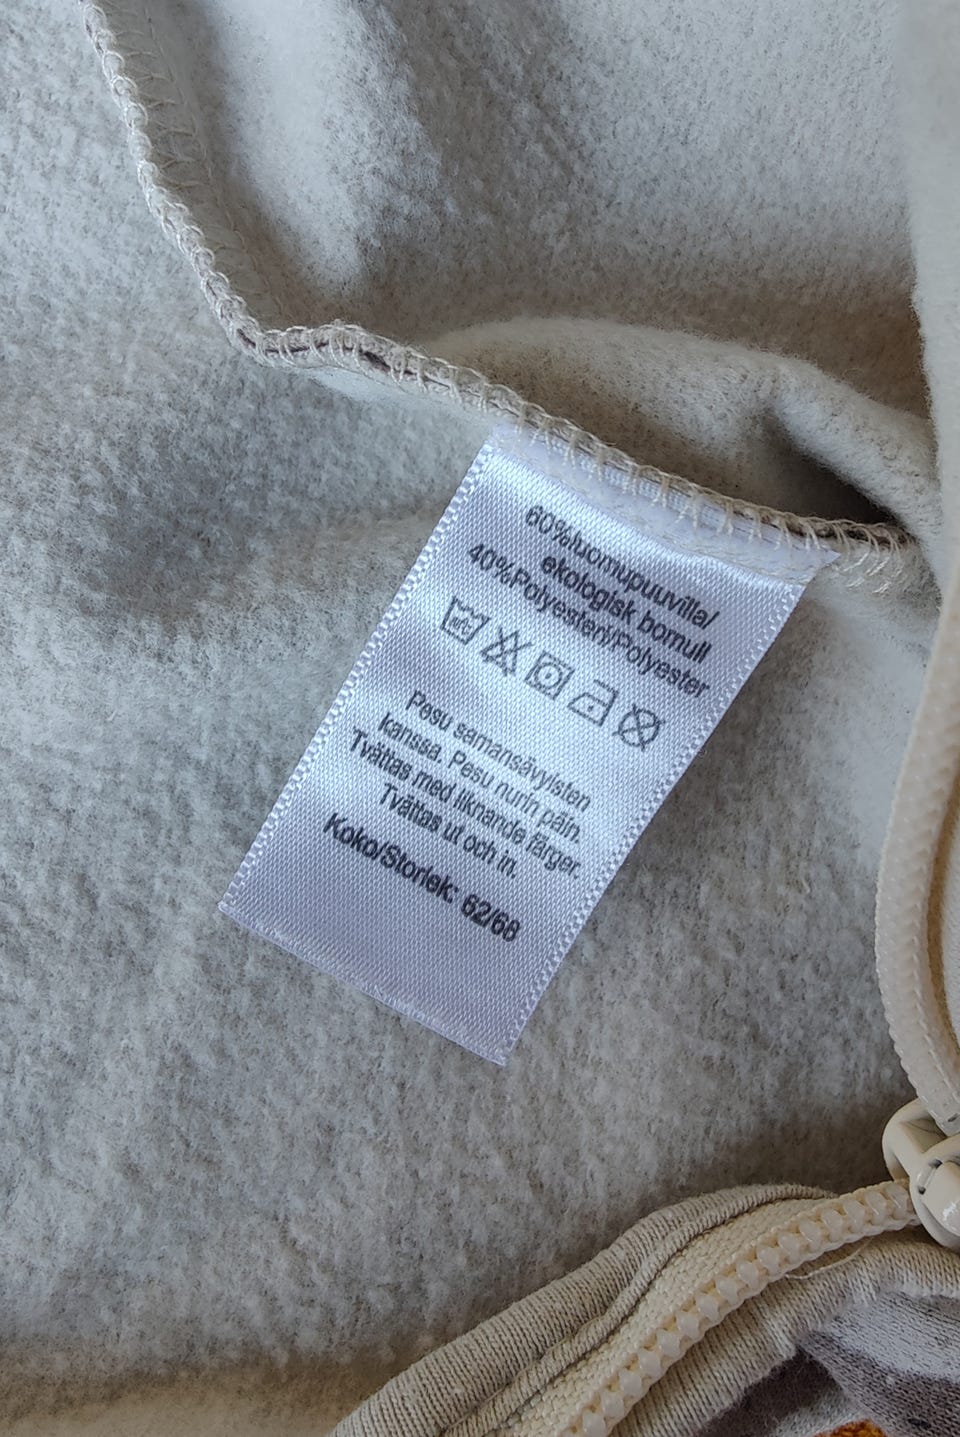 60%luomupuuvilla/
ekologisk bomull
40%Polyesteri/Polyester
Pesu samansävyisten
kanssa. Pesu nurin päin.
Tvättas med liknande färger.
Tvättas ut och in.
Koko/Storlek: 62/68